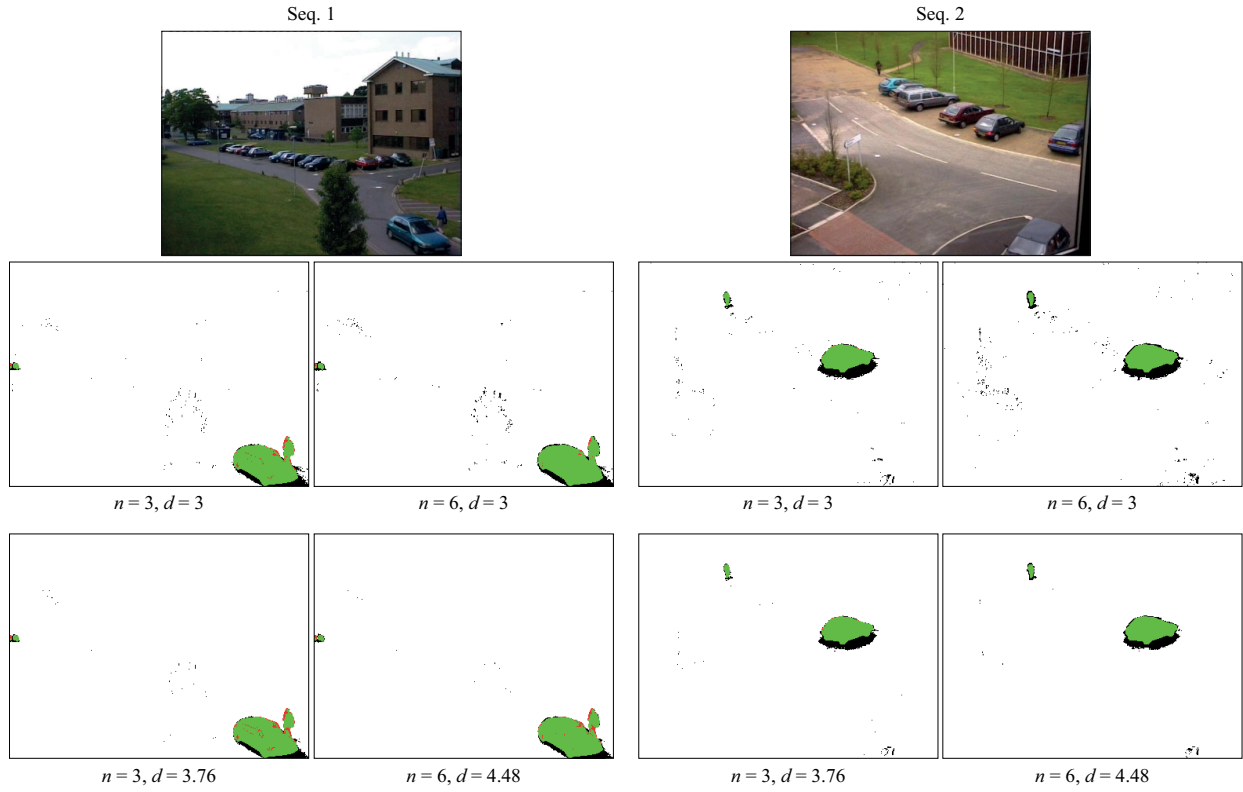 Seq. 1
Seq. 2
n = 3, d = 3
n = 6, d = 3
n = 3, d = 3
n = 6, d = 3
n = 3, d = 3.76
n = 6, d = 4.48
n = 3, d = 3.76
n = 6, d = 4.48